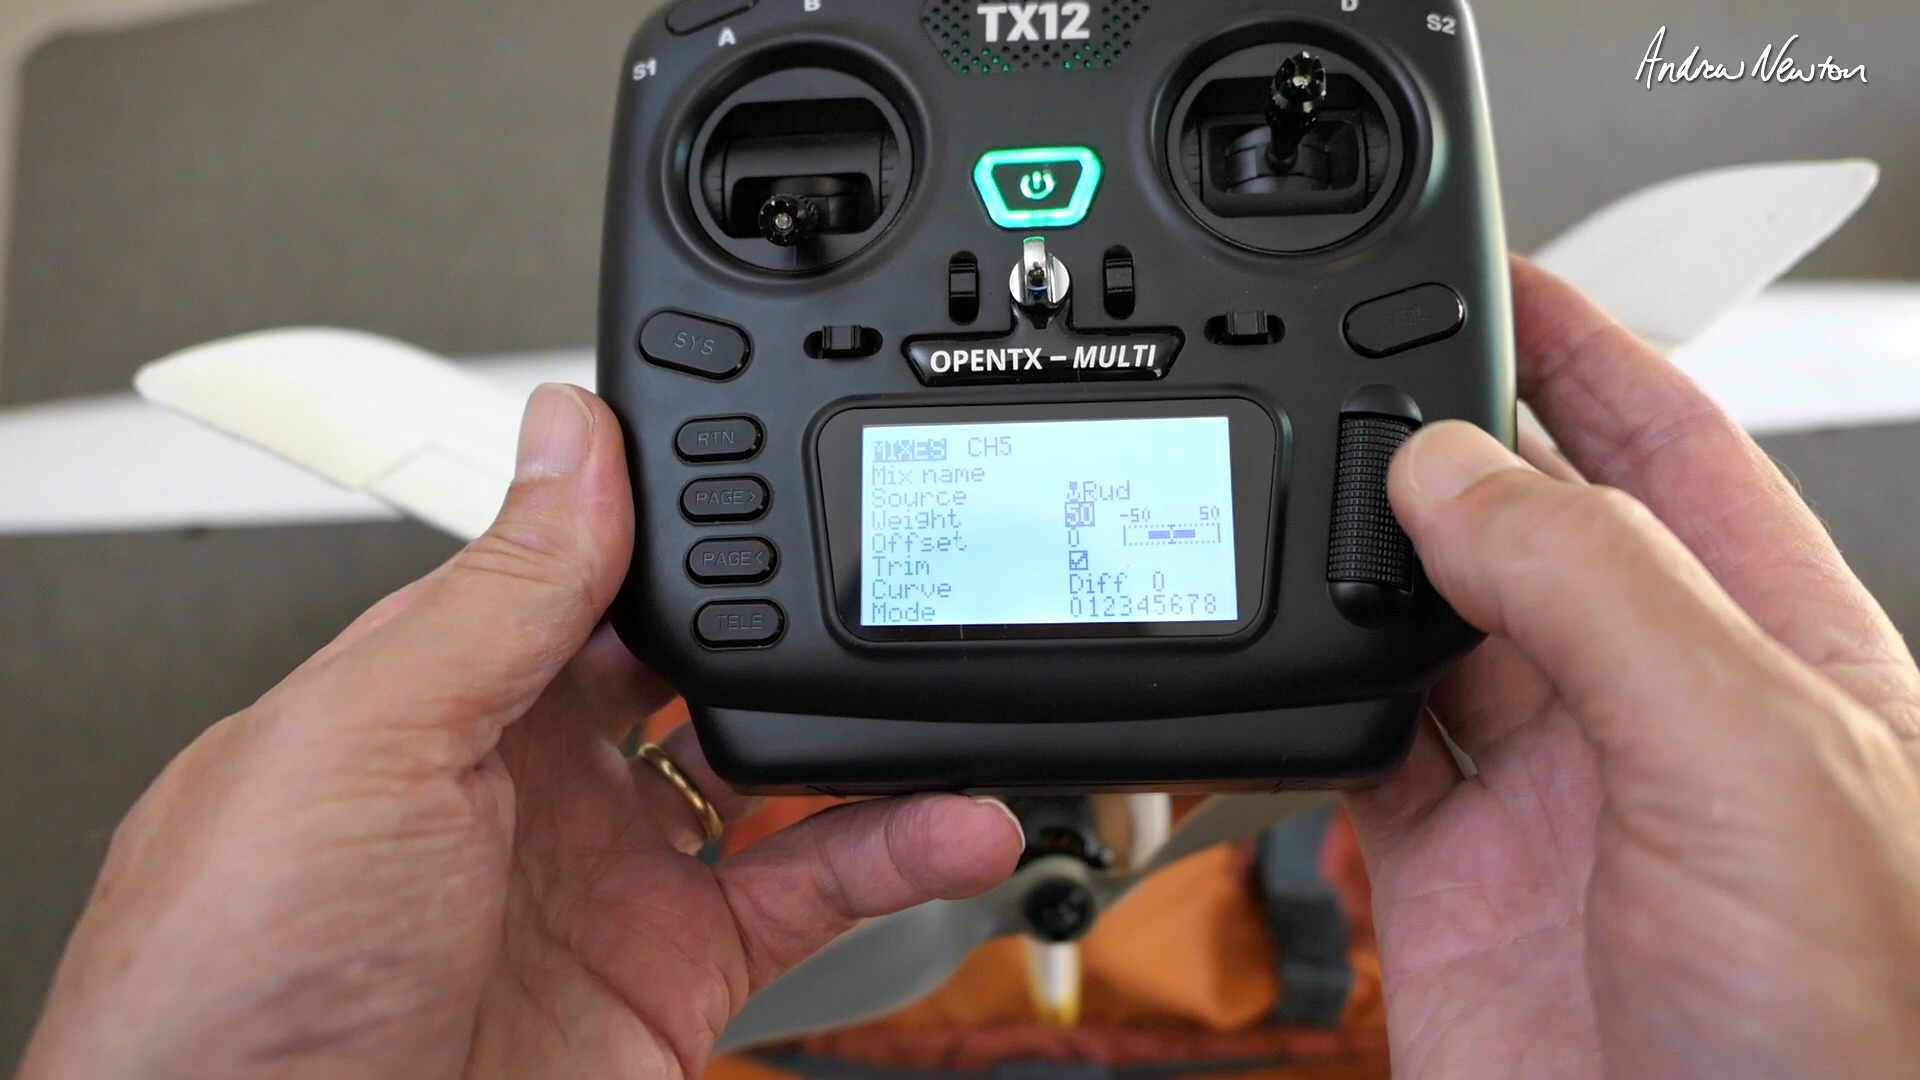 B
D
TX12
A
S2
S1
Andrew Newton
SYS
MDL
OPENTX – MULTI
RTN
PAGE>
PAGE<
TELE
MIXES CH5
Mix name
Source Rud
Weight 50 -50 50
Offset 0
Trim
Curve Diff 0
Mode 012345678